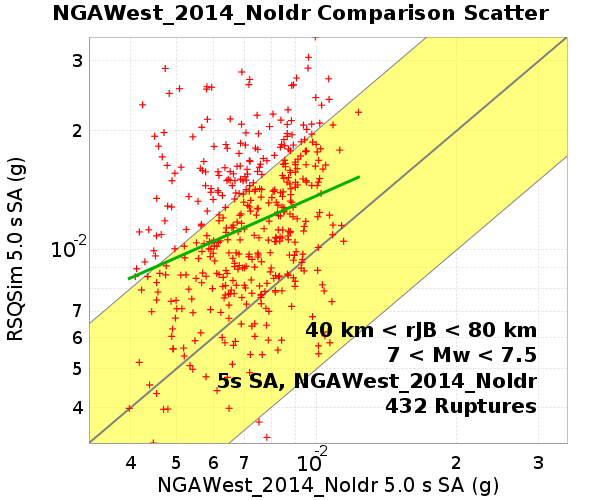 NGAWest_2014_NoIdr Comparison Scatter
RSQSim 5.0 s SA (g)
3
2
10-2
7
6
5
4
40 km < rJB < 80 km
7 < Mw < 7.5
5s SA, NGAWest_2014_NoIdr
432 Ruptures
4 5 6 7 10-2 2 3
NGAWest_2014_NoIdr 5.0 s SA (g)